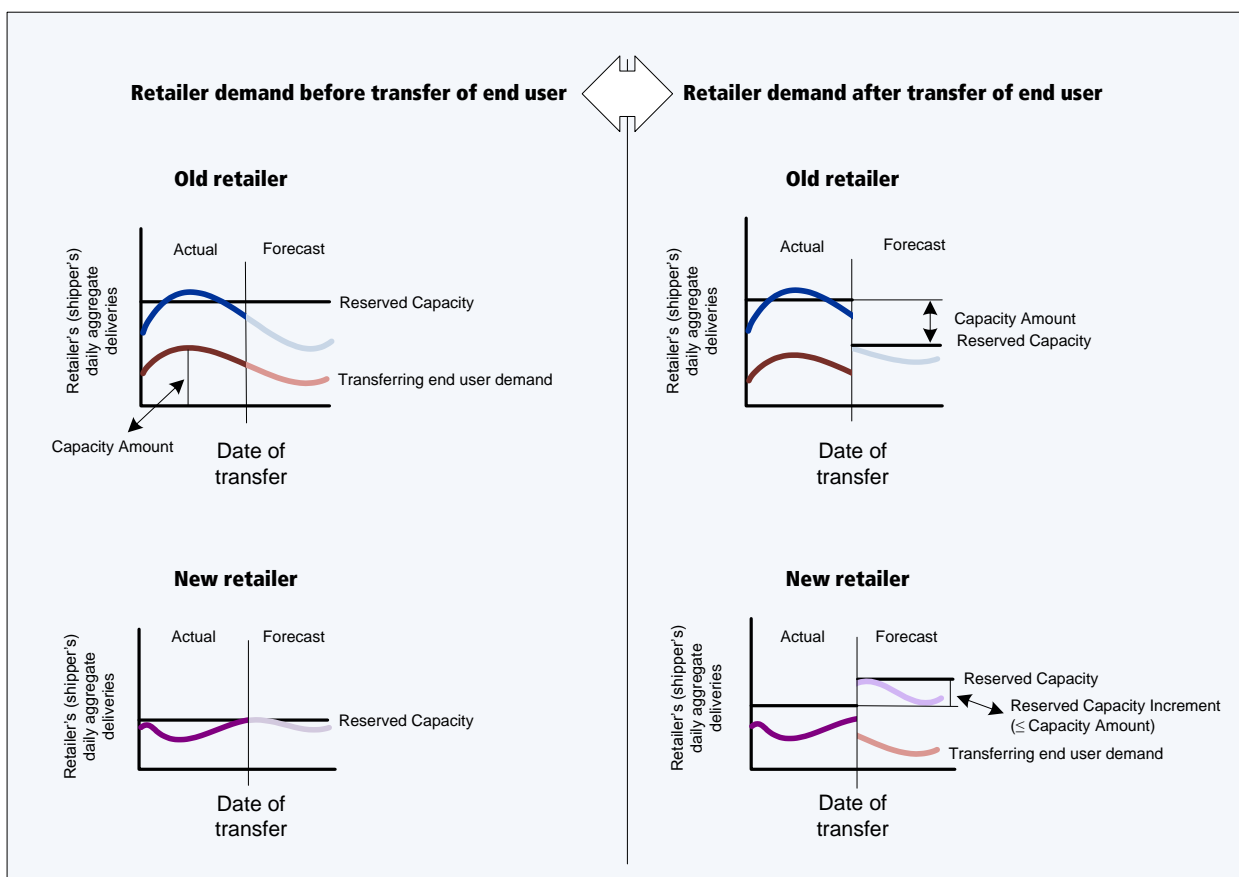 Retailer demand before transfer of end user
Old retailer
Retailer's (shipper's)
daily aggregate
deliveries
Actual
Forecast
Reserved Capacity
Transferring end user demand
Capacity Amount
Date of
transfer
New retailer
Retailer's (shipper's)
daily aggregate
deliveries
Actual
Forecast
Reserved Capacity
Date of
transfer
Retailer demand after transfer of end user
Old retailer
Retailer's (shipper's)
daily aggregate
deliveries
Actual
Forecast
Capacity Amount
Reserved Capacity
Date of
transfer
New retailer
Retailer's (shipper's)
daily aggregate
deliveries
Actual
Forecast
Reserved Capacity
Reserved Capacity Increment
(≤ Capacity Amount)
Transferring end user demand
Date of
transfer